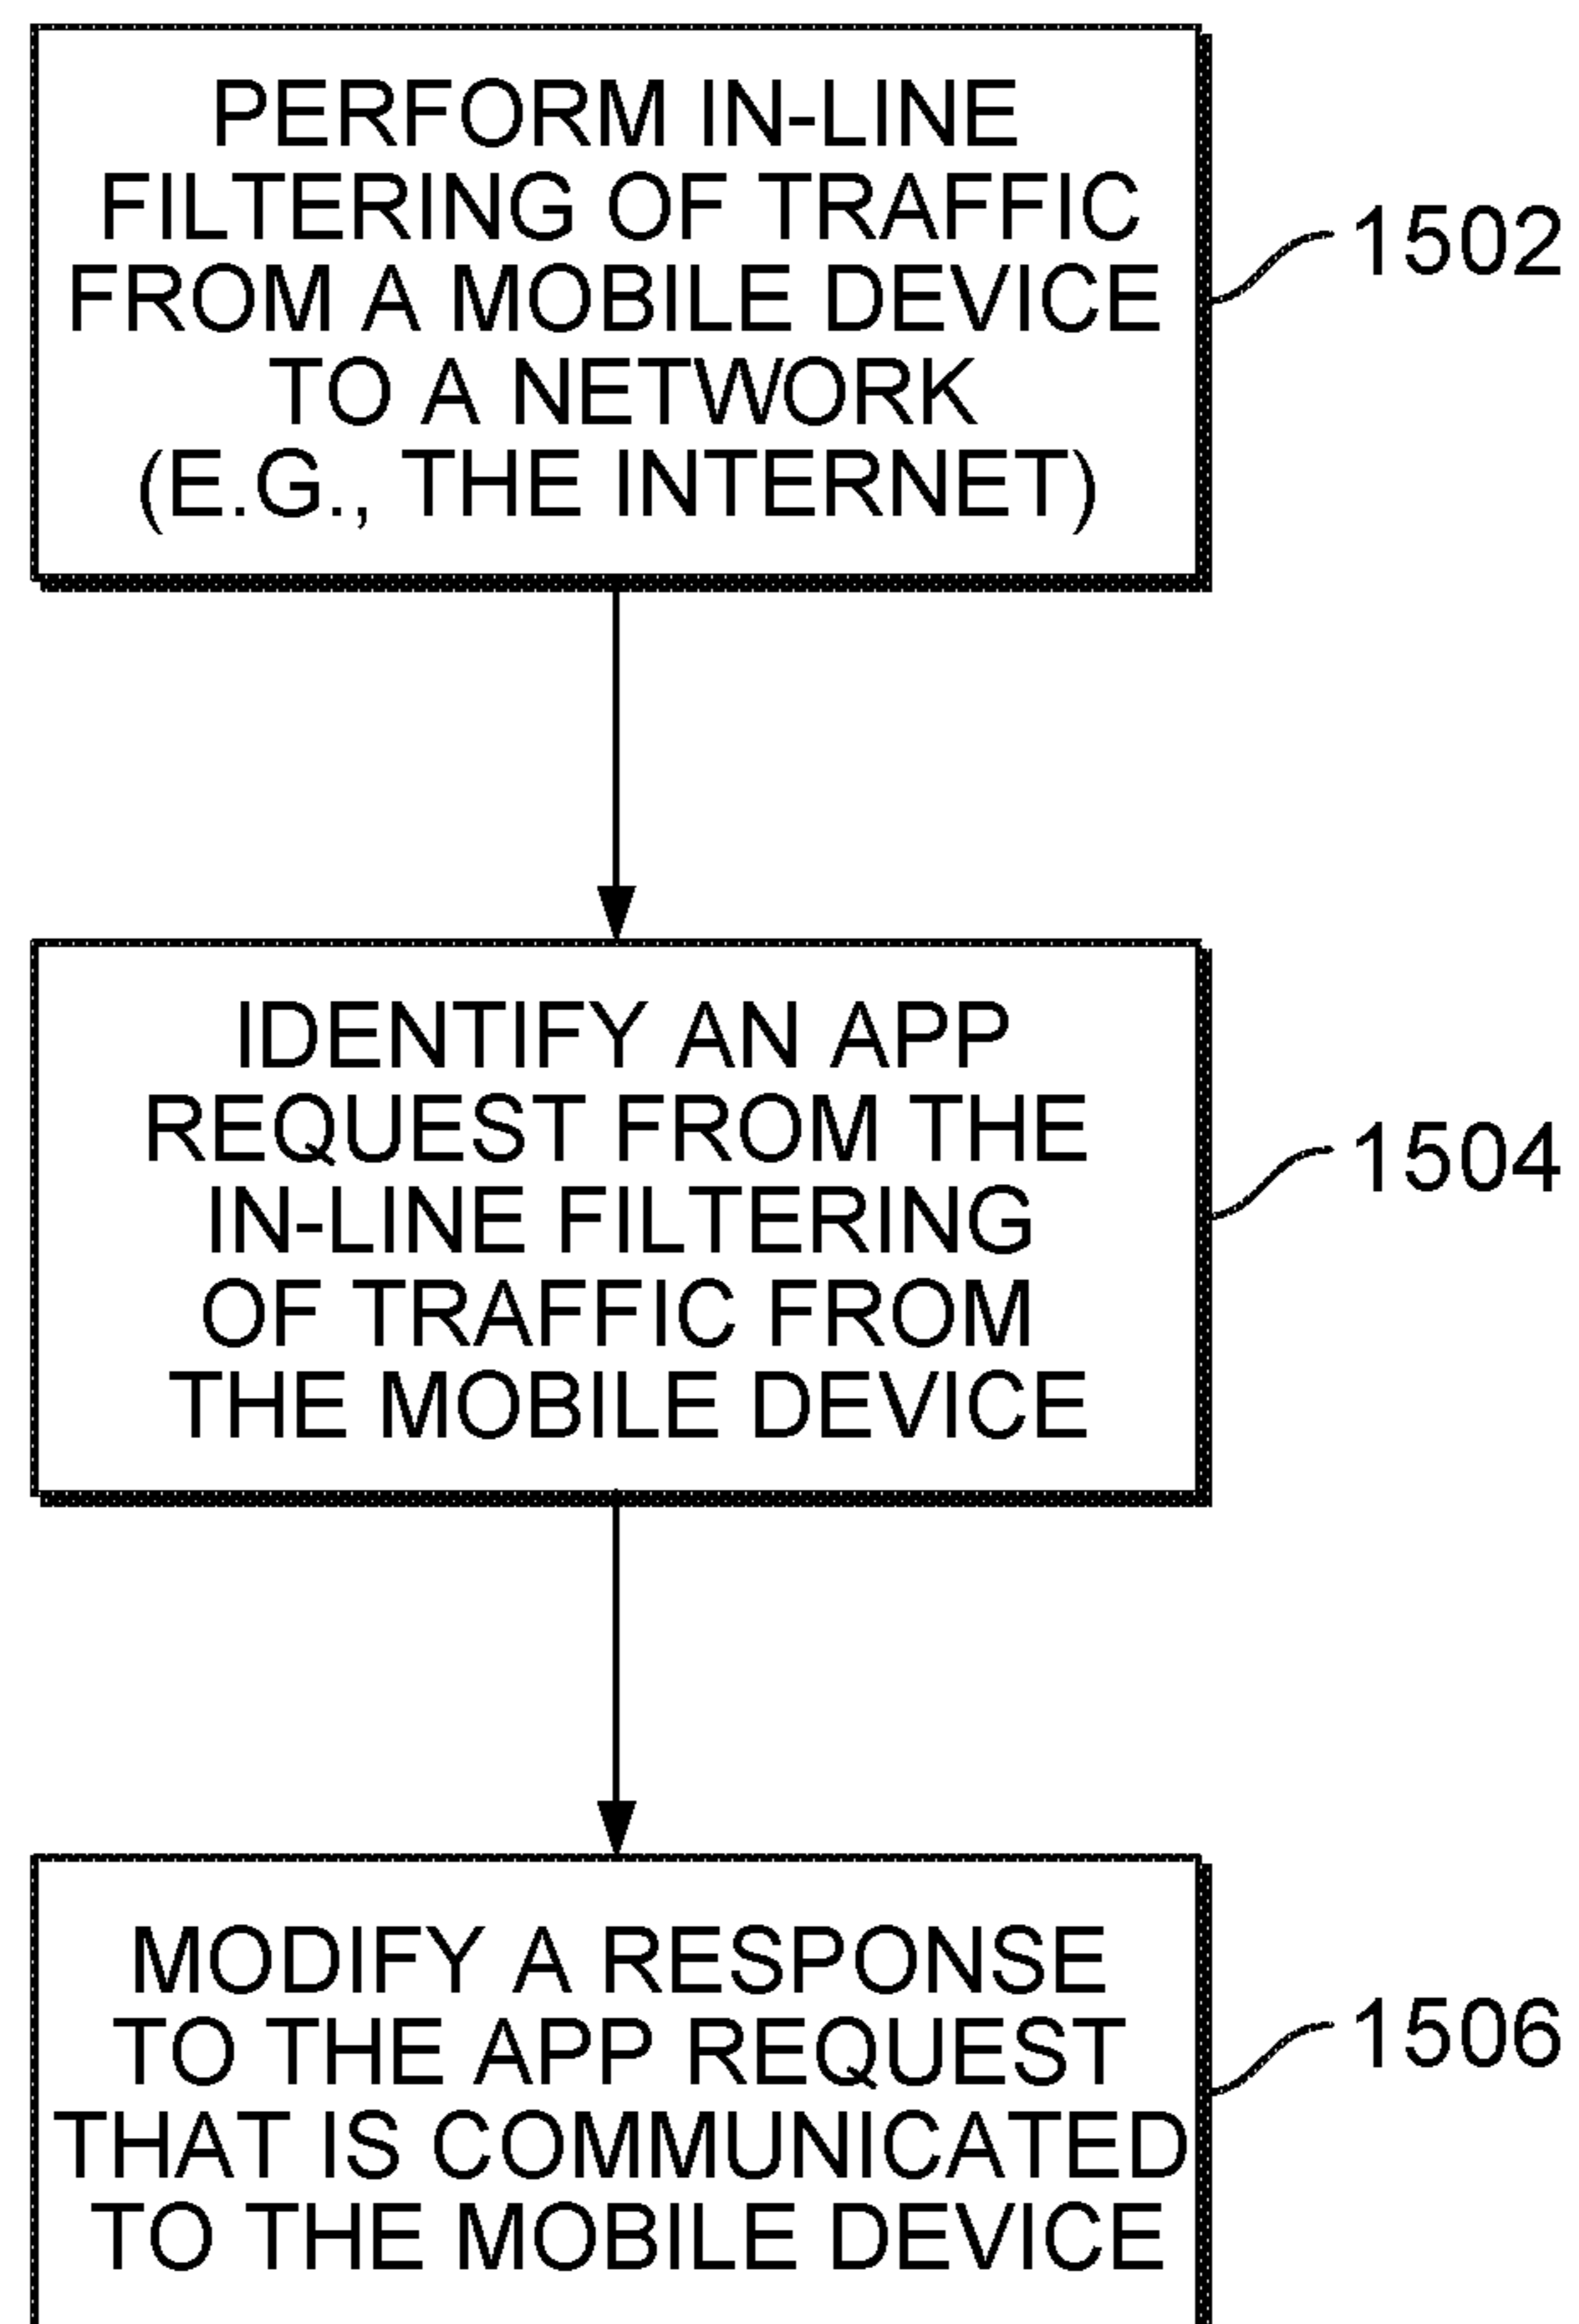 PERFORM IN-LINE
FILTERING OF TRAFFIC
FROM A MOBILE DEVICE
TO A NETWORK
(E.G., THE INTERNET)
1502
IDENTIFY AN APP
REQUEST FROM THE
IN-LINE FILTERING
OF TRAFFIC FROM
THE MOBILE DEVICE
1504
MODIFY A RESPONSE
TO THE APP REQUEST
THAT IS COMMUNICATED
TO THE MOBILE DEVICE
1506